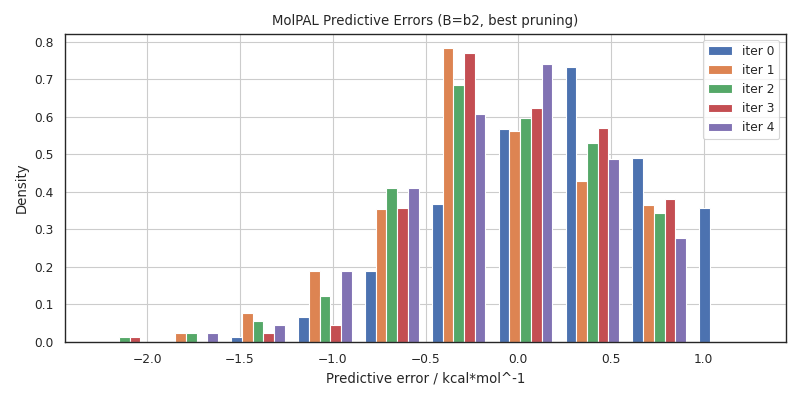 MolPAL Predictive Errors (B=b2, best pruning)
0.8
0.7
0.6
0.5
0.4
0.3
0.2
0.1
0.0
Density
iter 0
iter 1
iter 2
iter 3
iter 4
−2.0 −1.5 −1.0 −0.5 0.0 0.5 1.0
Predictive error / kcal*mol^-1